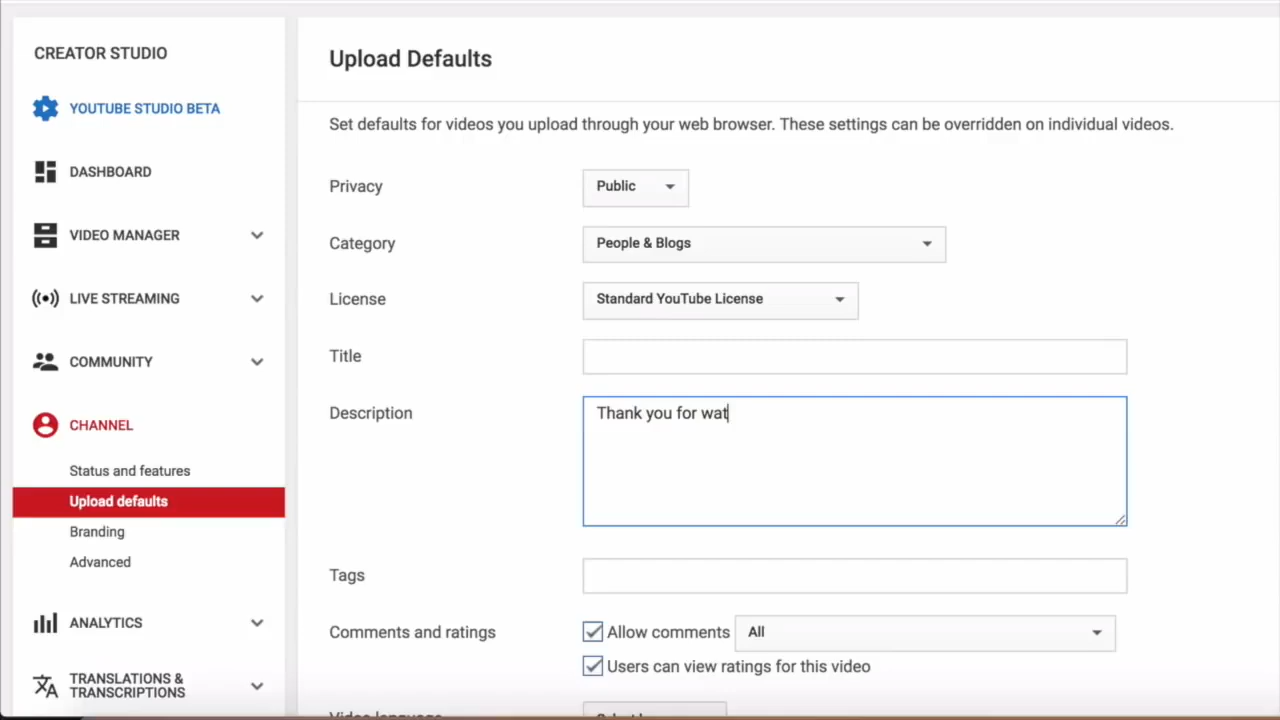 CREATOR STUDIO
YOUTUBE STUDIO BETA
DASHBOARD
VIDEO MANAGER
LIVE STREAMING
COMMUNITY
CHANNEL
Status and features
Upload defaults
Branding
Advanced
ANALYTICS
TRANSLATIONS &
TRANSCRIPTIONS
Upload Defaults
Set defaults for videos you upload through your web browser. These settings can be overridden on individual videos.
Privacy Public
Category People & Blogs
License Standard YouTube License
Title
Description Thank you for wat
Tags
Comments and ratings Allow comments All
Users can view ratings for this video
Video language